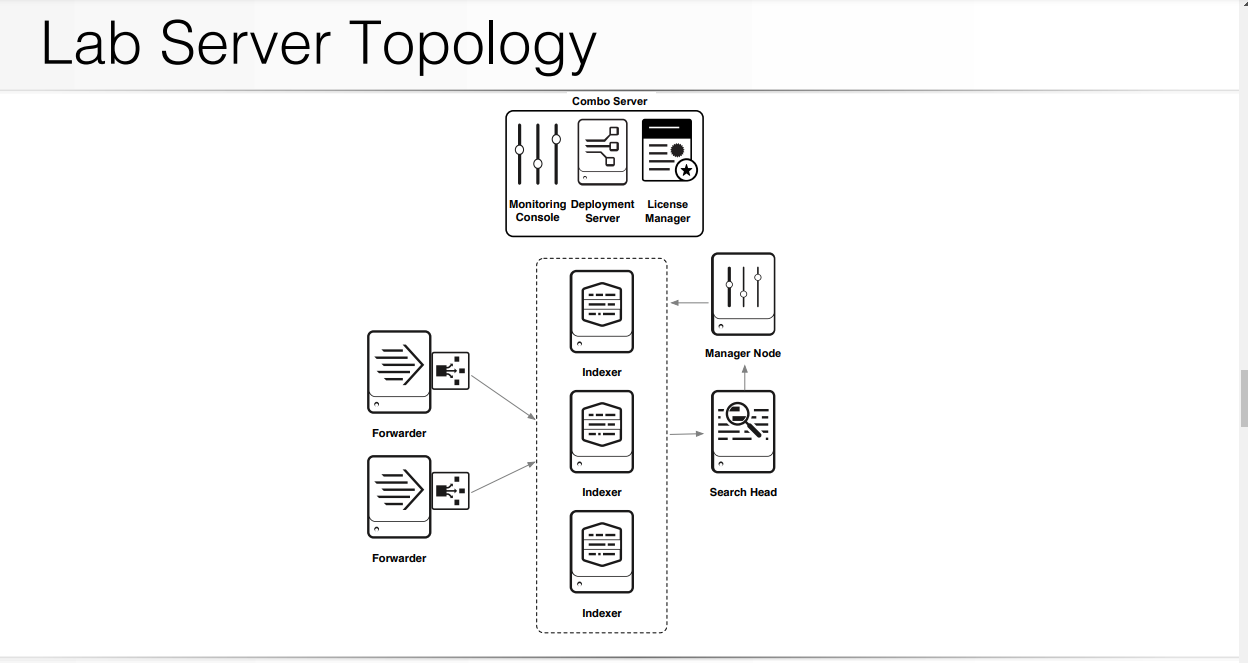 Lab Server Topology
Combo Server
Monitoring
Console
Deployment
Server
License
Manager
Indexer
Manager Node
Forwarder
Indexer
Search Head
Forwarder
Indexer